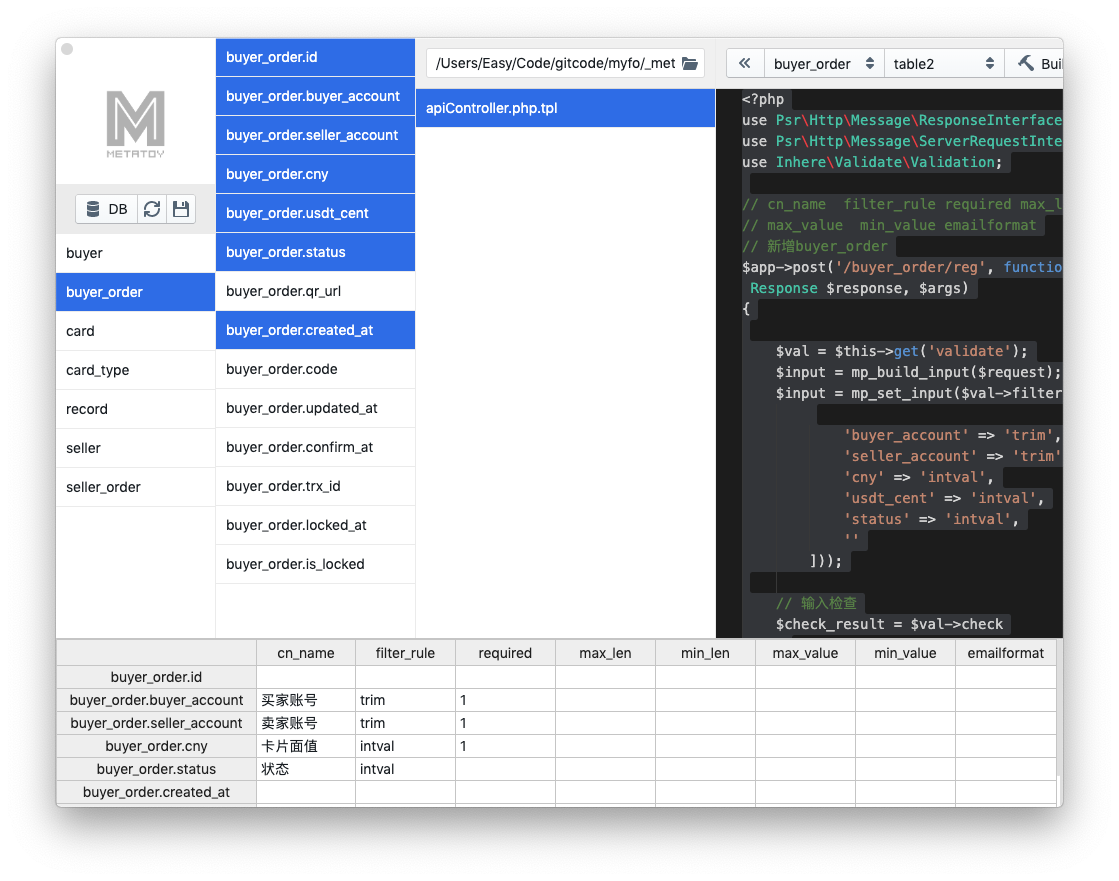 METATOY
DB
buyer
buyer_order
card
card_type
record
seller
seller_order
buyer_order.id
buyer_order.buyer_account
buyer_order.seller_account
buyer_order.cny
buyer_order.usdt_cent
buyer_order.status
buyer_order.qr_url
buyer_order.created_at
buyer_order.code
buyer_order.updated_at
buyer_order.confirm_at
buyer_order.trx_id
buyer_order.locked_at
buyer_order.is_locked
/Users/Easy/Code/gitcode/myfo/_met
apiController.php.tpl
« buyer_order table2 Buil
<?php
use Psr\Http\Message\ResponseInterface
use Psr\Http\Message\ServerRequestInte
use Inhere\Validate\Validation;
// cn_name  filter_rule required max_l
// max_value  min_value emailformat
// 新增buyer_order
$app->post('/buyer_order/reg', functio
Response $response, $args)
{
$val = $this->get('validate');
$input = mp_build_input($request);
$input = mp_set_input($val->filter
'buyer_account' => 'trim',
'seller_account' => 'trim'
'cny' => 'intval',
'usdt_cent' => 'intval',
'status' => 'intval',
''
]));
// 输入检查
$check_result = $val->check
cn_name filter_rule required max_len min_len max_value min_value emailformat
buyer_order.id
buyer_order.buyer_account 买家账号 trim 1
buyer_order.seller_account 卖家账号 trim 1
buyer_order.cny 卡片面值 intval 1
buyer_order.status 状态 intval
buyer_order.created_at